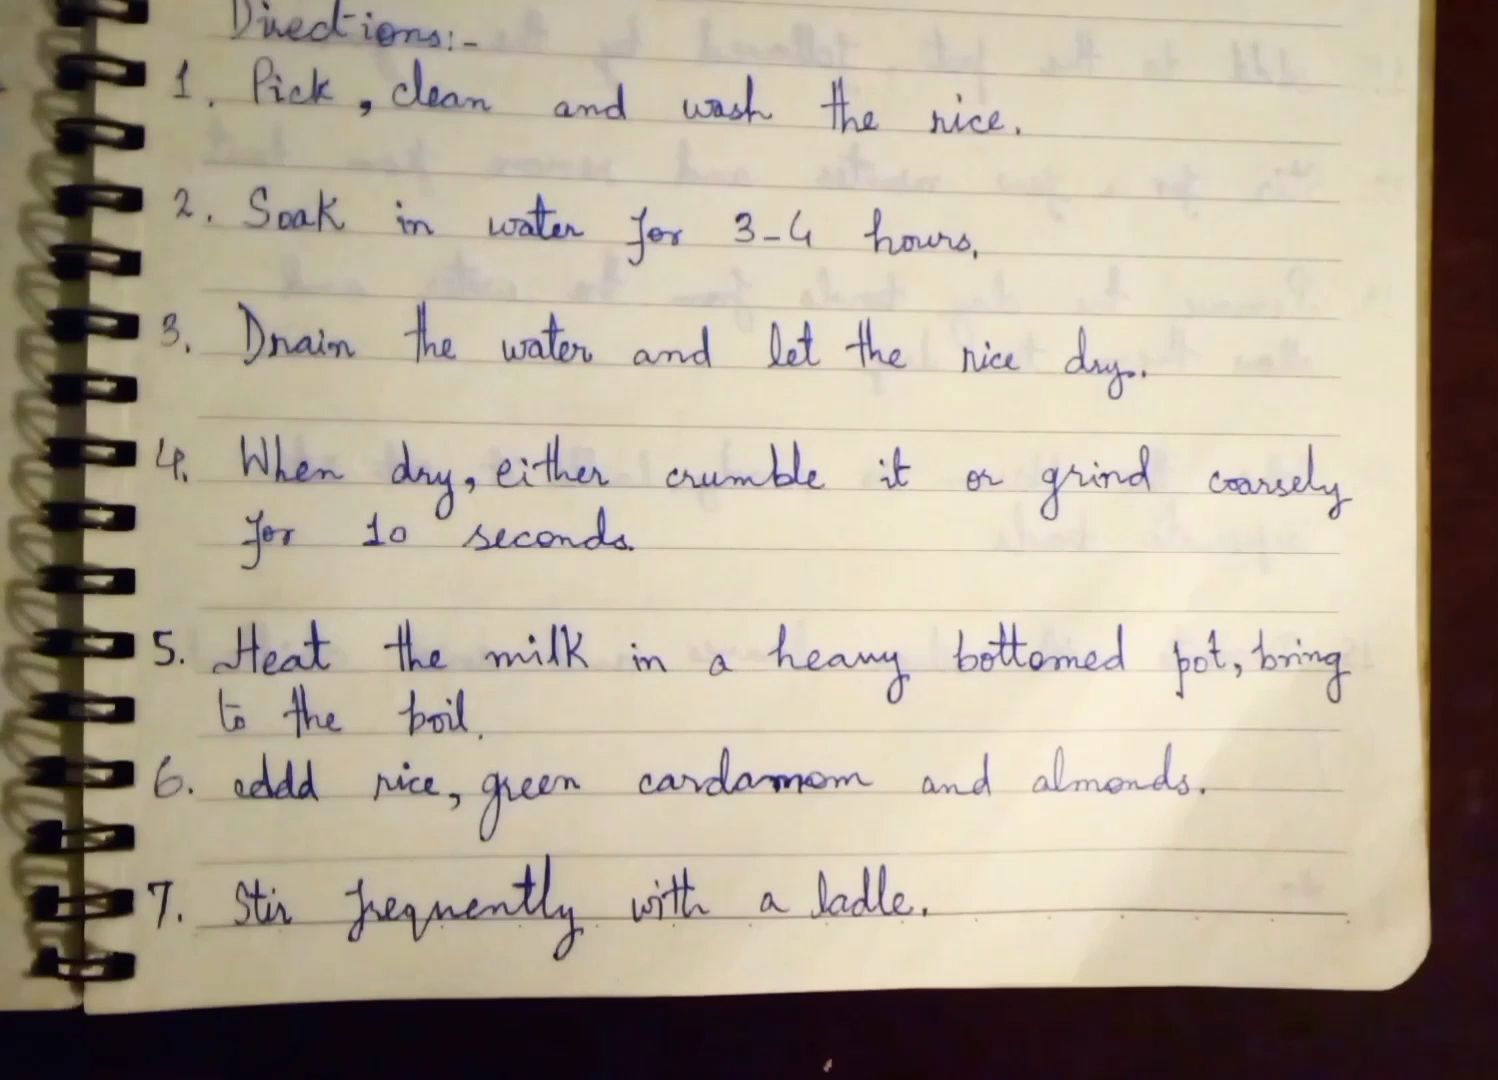 Directions:-
1. Pick, clean and wash the rice.
2. Soak in water for 3-4 hours.
3. Drain the water and let the rice dry.
4. When dry, either crumble it or grind coarsely
for 10 seconds.
5. Heat the milk in a heavy bottomed pot, bring
to the boil.
6. addd rice, green cardamom and almonds.
7. Stir frequently with a ladle.